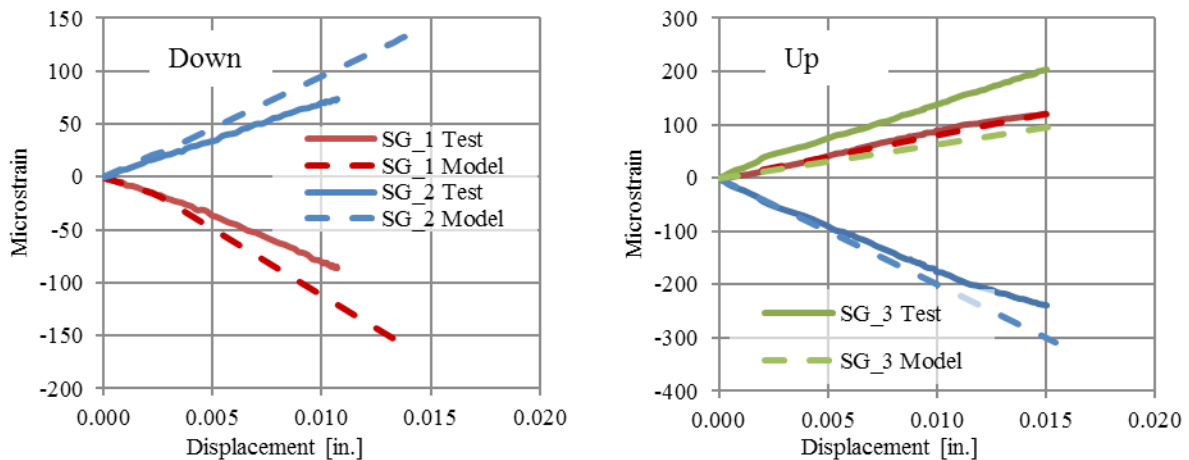 150
100
50
0
-50
-100
-150
-200
Microstrain
Down
SG_1 Test
SG_1 Model
SG_2 Test
SG_2 Model
0.000 0.005 0.010 0.015 0.020
Displacement [in.]
300
200
100
0
-100
-200
-300
-400
Microstrain
Up
SG_3 Test
SG_3 Model
0.000 0.005 0.010 0.015 0.020
Displacement [in.]